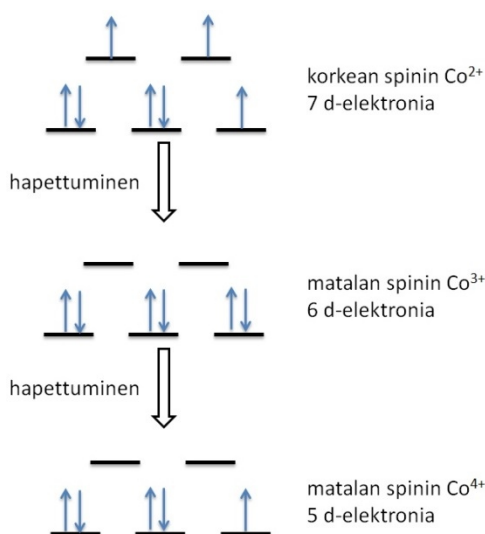 korkean spinin Co²⁺
7 d-elektronia
hapettuminen
matalan spinin Co³⁺
6 d-elektronia
hapettuminen
matalan spinin Co⁴⁺
5 d-elektronia